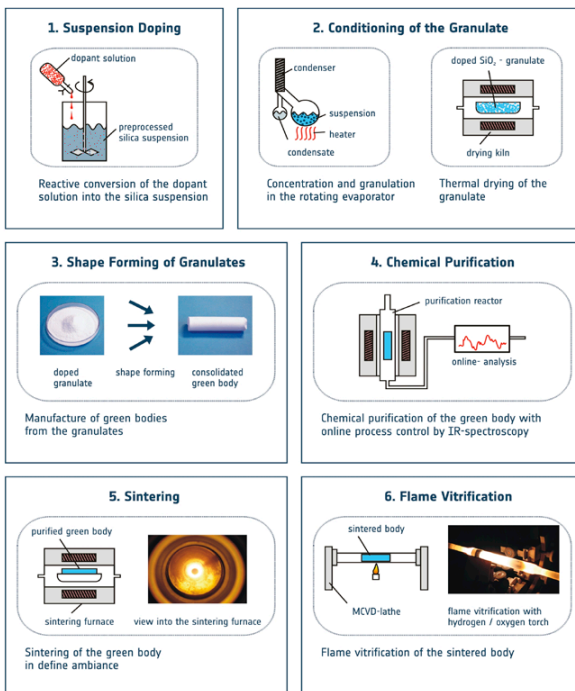 1. Suspension Doping
dopant solution
preprocessed
silica suspension
Reactive conversion of the dopant
solution into the silica suspension
2. Conditioning of the Granulate
condenser
suspension
heater
condensate
doped SiO₂ - granulate
drying kiln
Concentration and granulation
in the rotating evaporator
Thermal drying of the
granulate
3. Shape Forming of Granulates
doped
granulate
shape forming
consolidated
green body
Manufacture of green bodies
from the granulates
4. Chemical Purification
purification reactor
online- analysis
Chemical purification of the green body with
online process control by IR-spectroscopy
5. Sintering
purified green body
sintering furnace
view into the sintering furnace
Sintering of the green body
in define ambiance
6. Flame Vitrification
sintered body
MCVD-lathe
flame vitrification with
hydrogen / oxygen torch
Flame vitrification of the sintered body